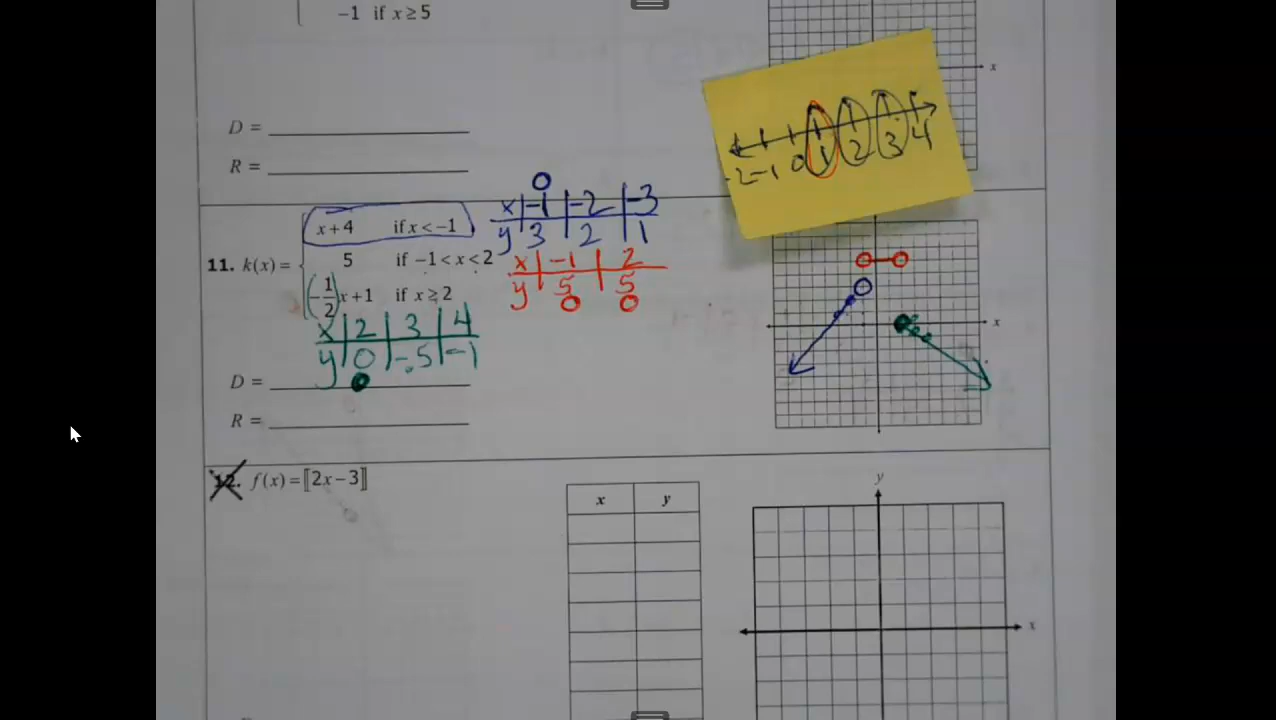 −1 if x ≥ 5
x
D =
R =
-2 -1 0 1 2 3 4
11. k(x) =
x + 4 if x < −1
5 if −1 < x < 2
(-1/2)x + 1 if x ≥ 2
x | -1 | -2 | -3
y | 3 | 2 | 1
x | -1 | 2
y | 5 | 5
x | 2 | 3 | 4
y | 0 | -.5 | -1
D =
R =
x
12. f(x) = ⟦2x − 3⟧
x y
y
x